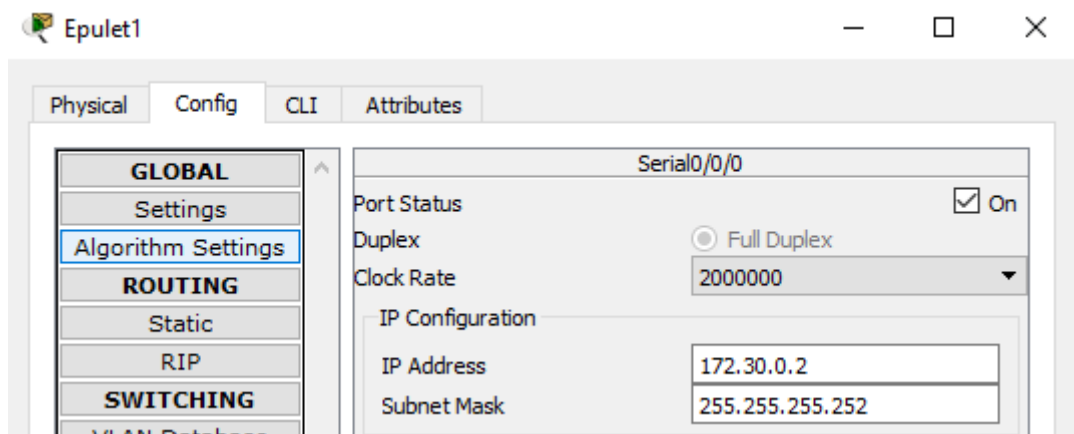 Epulet1
Physical Config CLI Attributes
GLOBAL
Settings
Algorithm Settings
ROUTING
Static
RIP
SWITCHING
VLAN Database
Serial0/0/0
Port Status On
Duplex Full Duplex
Clock Rate 2000000
IP Configuration
IP Address 172.30.0.2
Subnet Mask 255.255.255.252